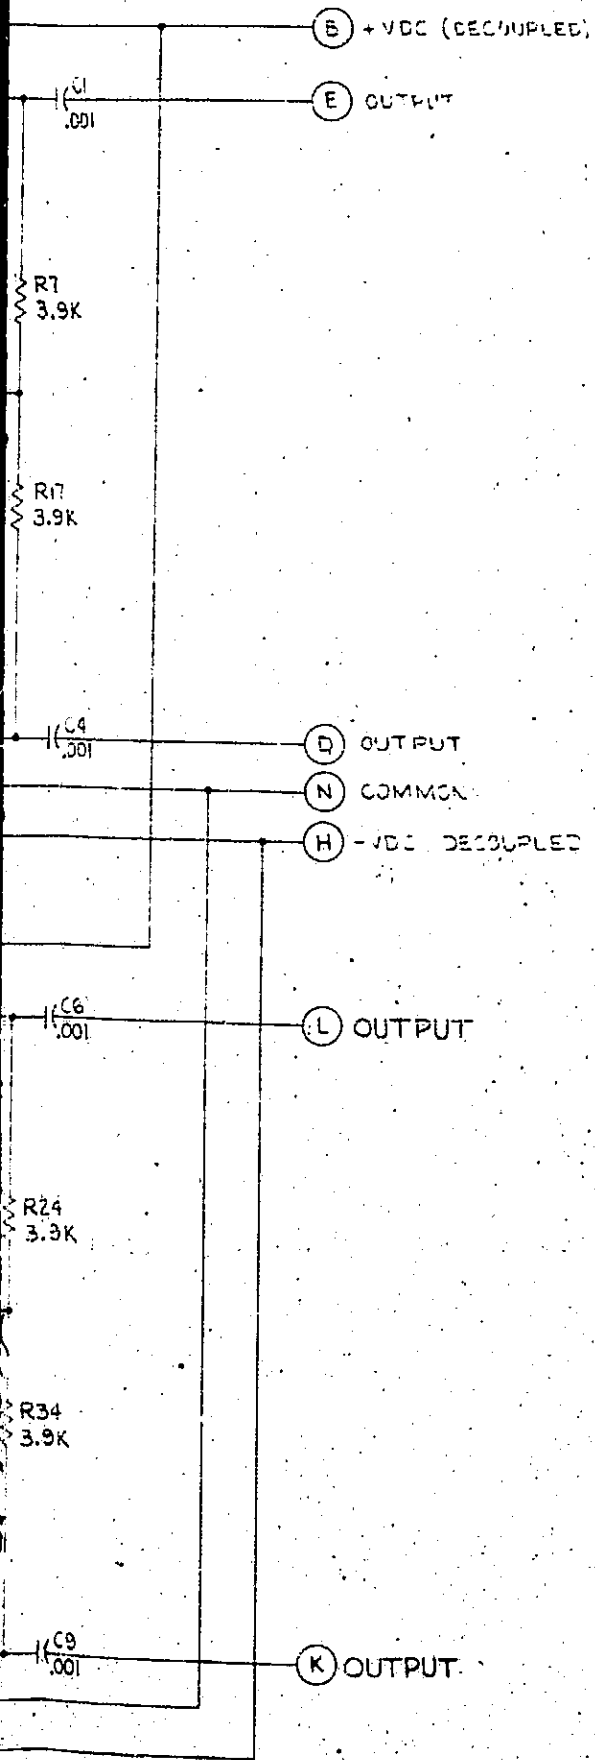 B + VDC (DECOUPLED)
C1
.001
E OUTPUT
R7
3.9K
R17
3.9K
C4
.001
D OUTPUT
N COMMON
H -VDC DECOUPLED
C6
.001
L OUTPUT
R24
3.9K
R34
3.9K
C9
.001
K OUTPUT